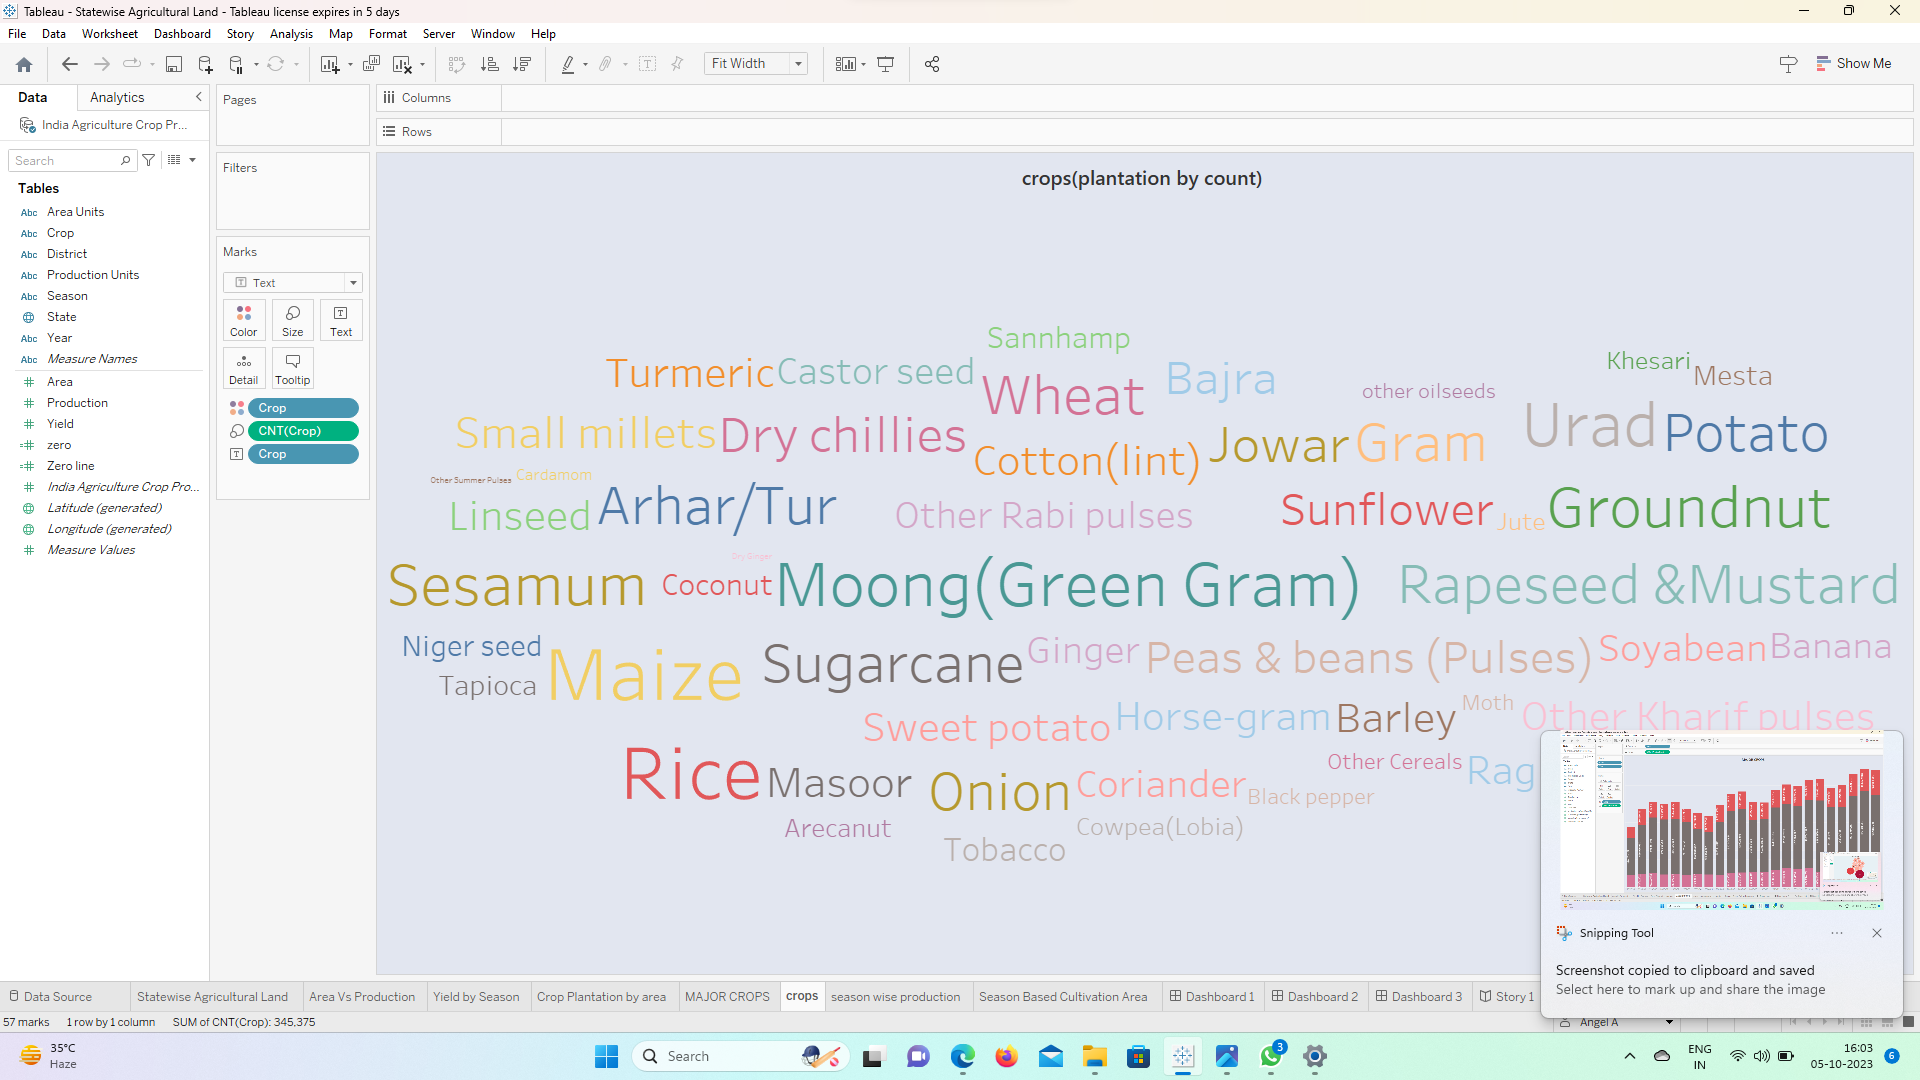 Tableau - Statewise Agricultural Land - Tableau license expires in 5 days
File Data Worksheet Dashboard Story Analysis Map Format Server Window Help
Fit Width
Show Me
Data Analytics
India Agriculture Crop Pr...
Search
Tables
Abc Area Units
Abc Crop
Abc District
Abc Production Units
Abc Season
State
Abc Year
Abc Measure Names
# Area
# Production
# Yield
=# zero
=# Zero line
# India Agriculture Crop Pro...
Latitude (generated)
Longitude (generated)
# Measure Values
Pages
Filters
Marks
Text
Color Size Text
Detail Tooltip
Crop
CNT(Crop)
Crop
Columns
Rows
crops(plantation by count)
Sannhamp
Turmeric Castor seed Wheat Bajra other oilseeds Khesari Mesta
Small millets Dry chillies Cotton(lint) Jowar Gram Urad Potato
Other Summer Pulses Cardamom
Linseed Arhar/Tur Other Rabi pulses Sunflower Jute Groundnut
Dry Ginger
Sesamum Coconut Moong(Green Gram) Rapeseed &Mustard
Niger seed Maize Sugarcane Ginger Peas & beans (Pulses) Soyabean Banana
Tapioca
Sweet potato Horse-gram Barley Moth Other Kharif pulses
Rice Masoor Onion Coriander Black pepper Other Cereals Rag
Arecanut Tobacco Cowpea(Lobia)
Snipping Tool
Screenshot copied to clipboard and saved
Select here to mark up and share the image
Data Source Statewise Agricultural Land Area Vs Production Yield by Season Crop Plantation by area MAJOR CROPS crops season wise production Season Based Cultivation Area Dashboard 1 Dashboard 2 Dashboard 3 Story 1
57 marks 1 row by 1 column SUM of CNT(Crop): 345,375
Angel A
35°C
Haze
Search
3
ENG
IN
16:03
05-10-2023
6